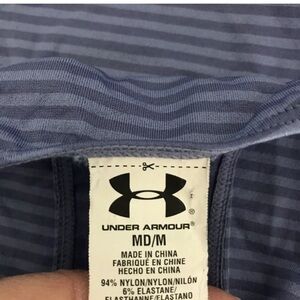 UNDER ARMOUR
MD/M
MADE IN CHINA
FABRIQUÉ EN CHINE
HECHO EN CHINA
94% NYLON/NYLON/NILÓN
6% ELASTANE/
ÉLASTHANNE/ELASTANO